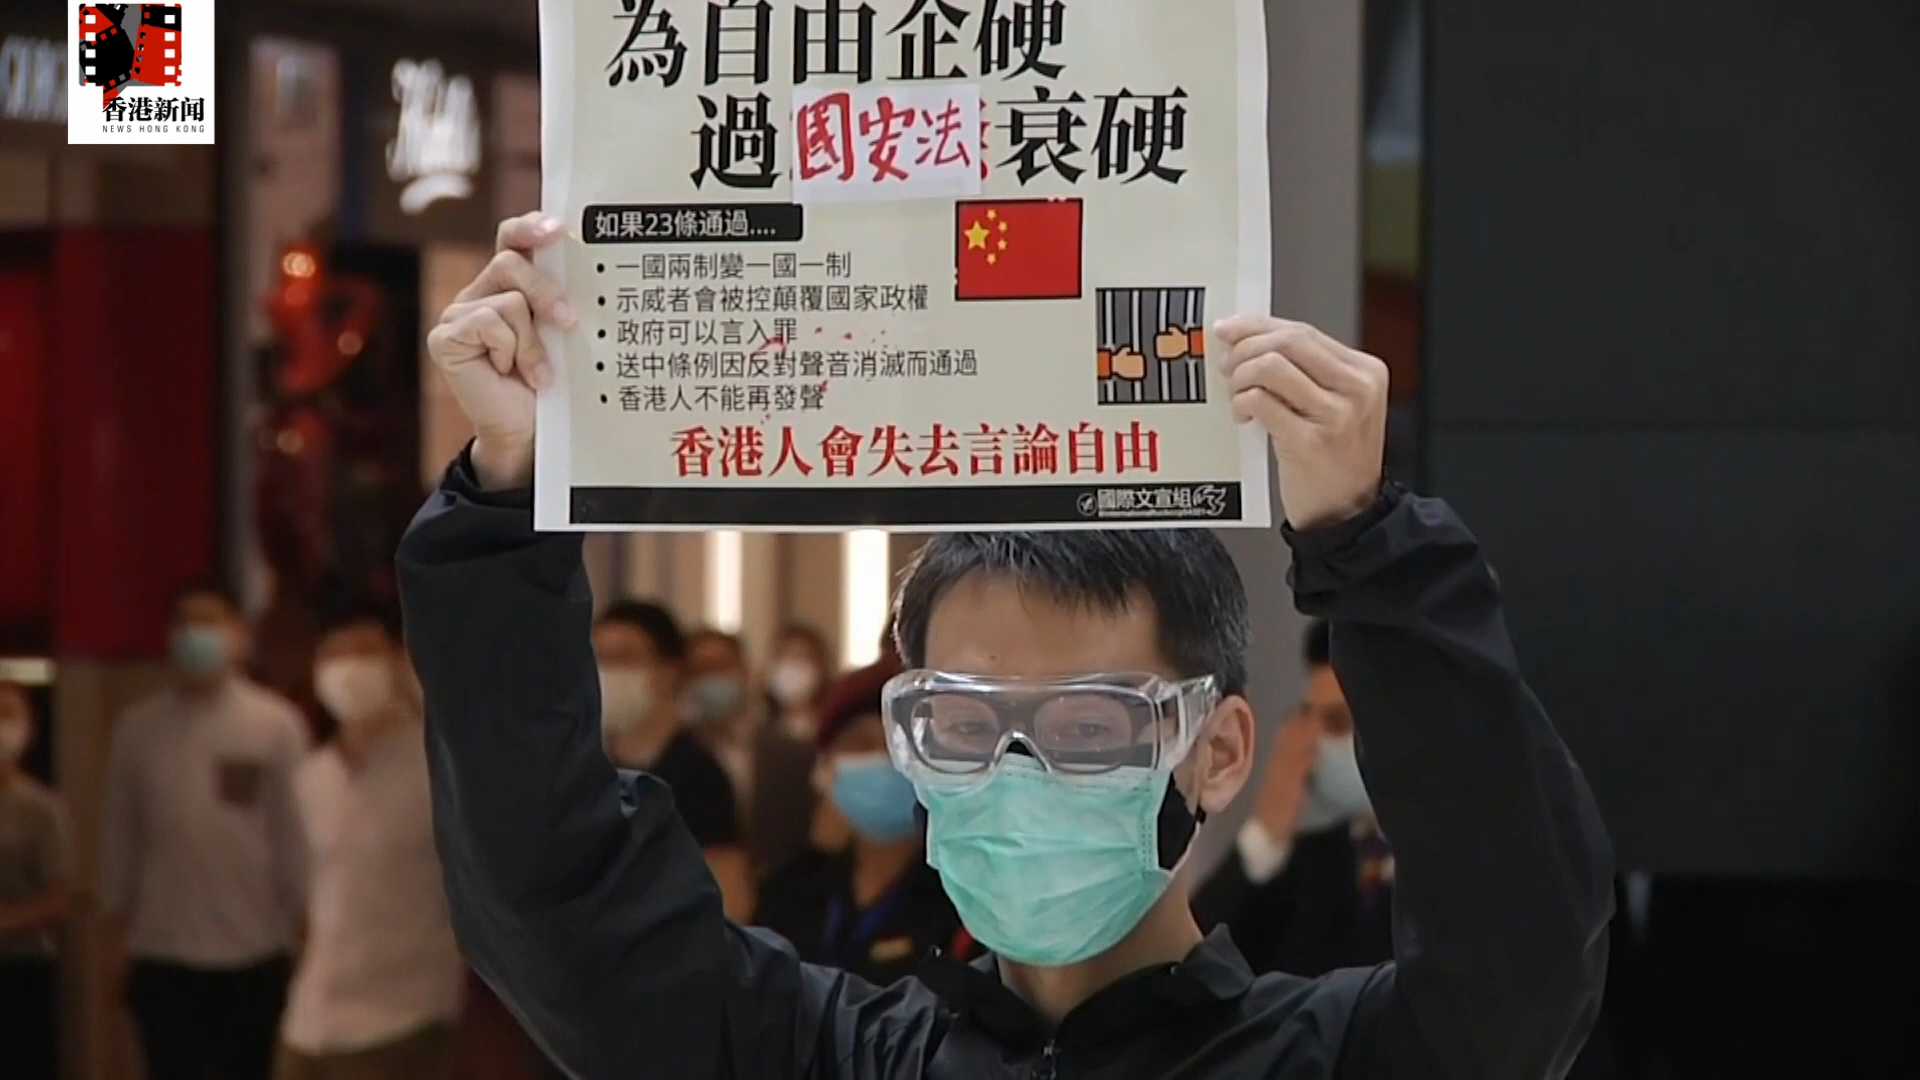 香港新闻
NEWS HONG KONG
為自由企硬
過國安法衰硬
如果23條通過....
• 一國兩制變一國一制
• 示威者會被控顛覆國家政權
• 政府可以言入罪
• 送中條例因反對聲音消滅而通過
• 香港人不能再發聲
香港人會失去言論自由
國際文宣組